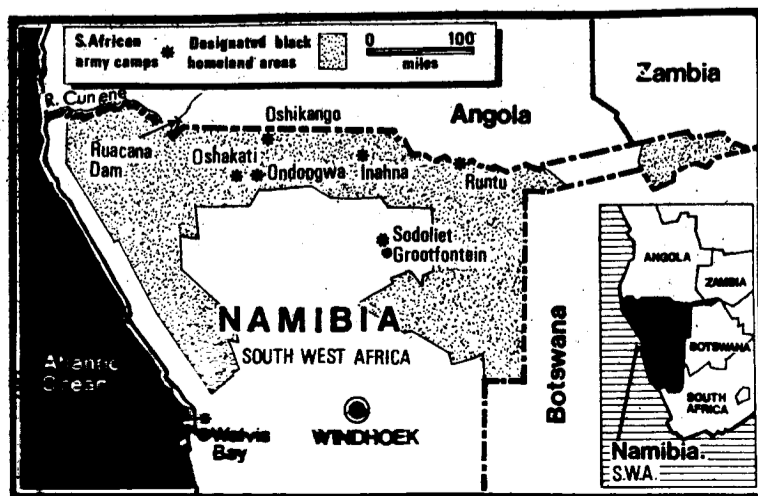 S.African
army camps
Designated black
homeland areas
0 100
miles
Zambia
R. Cunene
Oshikango
Angola
Ruacana
Dam
Oshakati
Ondongwa
Inahna
Runtu
Sodoliet
Grootfontein
NAMIBIA
SOUTH WEST AFRICA
Atlantic
Ocean
Botswana
WINDHOEK
Walvis
Bay
ANGOLA
ZAMBIA
BOTSWANA
SOUTH
AFRICA
Namibia.
S.W.A.